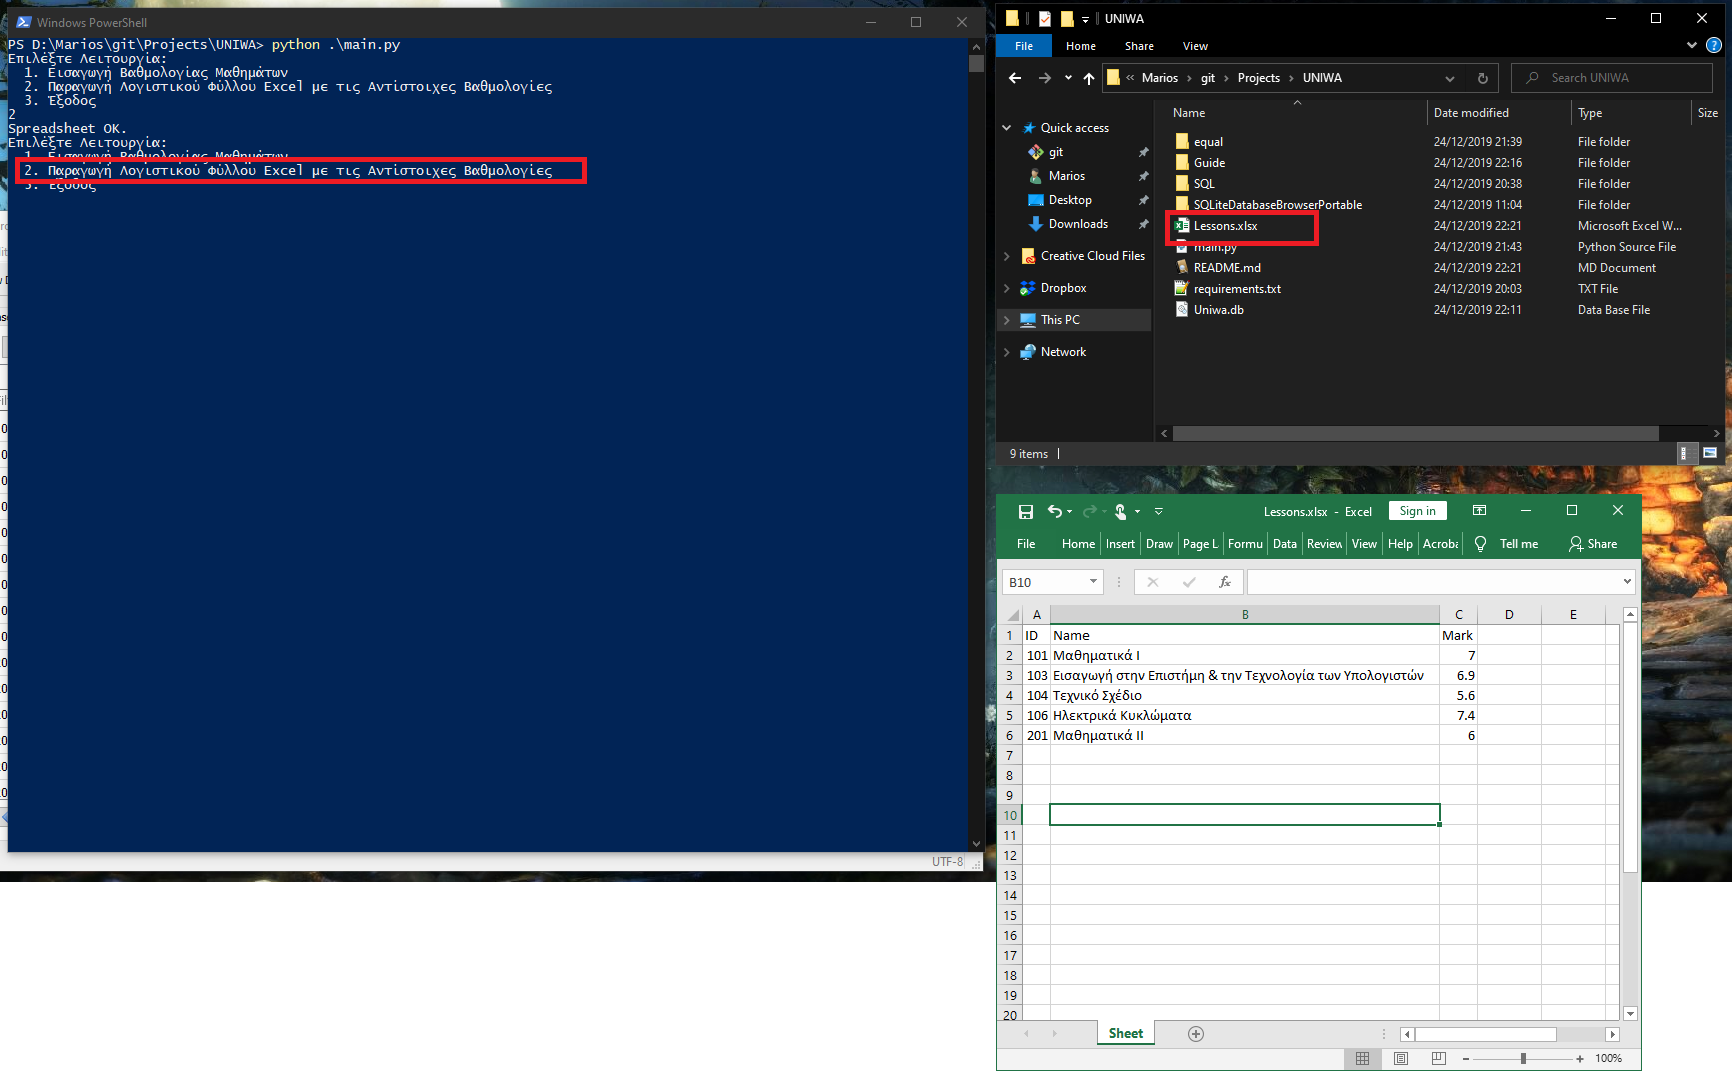 Windows PowerShell
PS D:\Marios\git\Projects\UNIWA> python .\main.py
Επιλέξτε Λειτουργία:
1. Εισαγωγή Βαθμολογίας Μαθημάτων
2. Παραγωγή Λογιστικού Φύλλου Excel με τις Αντίστοιχες Βαθμολογίες
3. Έξοδος
2
Spreadsheet OK.
Επιλέξτε Λειτουργία:
1. Εισαγωγή Βαθμολογίας Μαθημάτων
2. Παραγωγή Λογιστικού Φύλλου Excel με τις Αντίστοιχες Βαθμολογίες
3. Έξοδος
UTF-8
UNIWA
File Home Share View
Marios git Projects UNIWA
Search UNIWA
Quick access
git
Marios
Desktop
Downloads
Creative Cloud Files
Dropbox
This PC
Network
Name Date modified Type Size
equal 24/12/2019 21:39 File folder
Guide 24/12/2019 22:16 File folder
SQL 24/12/2019 20:38 File folder
SQLiteDatabaseBrowserPortable 24/12/2019 11:04 File folder
Lessons.xlsx 24/12/2019 22:21 Microsoft Excel W...
main.py 24/12/2019 21:43 Python Source File
README.md 24/12/2019 22:21 MD Document
requirements.txt 24/12/2019 20:03 TXT File
Uniwa.db 24/12/2019 22:11 Data Base File
9 items
Lessons.xlsx - Excel
Sign in
File Home Insert Draw Page L Formu Data Review View Help Acroba Tell me Share
B10
fx
A B C D E
1 ID Name Mark
2 101 Μαθηματικά Ι 7
3 103 Εισαγωγή στην Επιστήμη & την Τεχνολογία των Υπολογιστών 6.9
4 104 Τεχνικό Σχέδιο 5.6
5 106 Ηλεκτρικά Κυκλώματα 7.4
6 201 Μαθηματικά ΙΙ 6
7
8
9
10
11
12
13
14
15
16
17
18
19
20
Sheet
100%